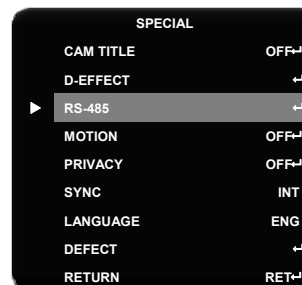 SPECIAL
CAM TITLE OFF↵
D-EFFECT ↵
RS-485 ↵
MOTION OFF↵
PRIVACY OFF↵
SYNC INT
LANGUAGE ENG
DEFECT ↵
RETURN RET↵